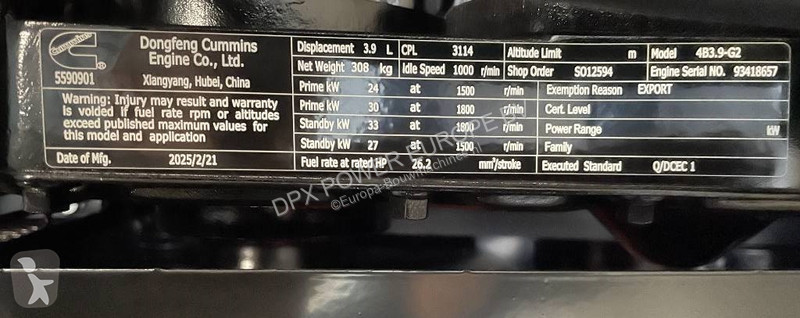 Cummins
5590901
Dongfeng Cummins
Engine Co., Ltd.
Xiangyang, Hubei, China
Warning: Injury may result and warranty
is voided if fuel rate rpm or altitudes
exceed published maximum values for
this model and application
Date of Mfg. 2025/2/21
Displacement 3.9 L CPL 3114 Altitude Limit m Model 4B3.9-G2
Net Weight 308 kg Idle Speed 1000 r/min Shop Order SO12594 Engine Serial NO. 93418657
Prime kW 24 at 1500 r/min Exemption Reason EXPORT
Prime kW 30 at 1800 r/min Cert. Level
Standby kW 33 at 1800 r/min Power Range kW
Standby kW 27 at 1500 r/min Family
Fuel rate at rated HP 26.2 mm³/stroke Executed Standard Q/DCEC 1
DPX POWER EUROPE
©Europa-Bouwmachines.nl